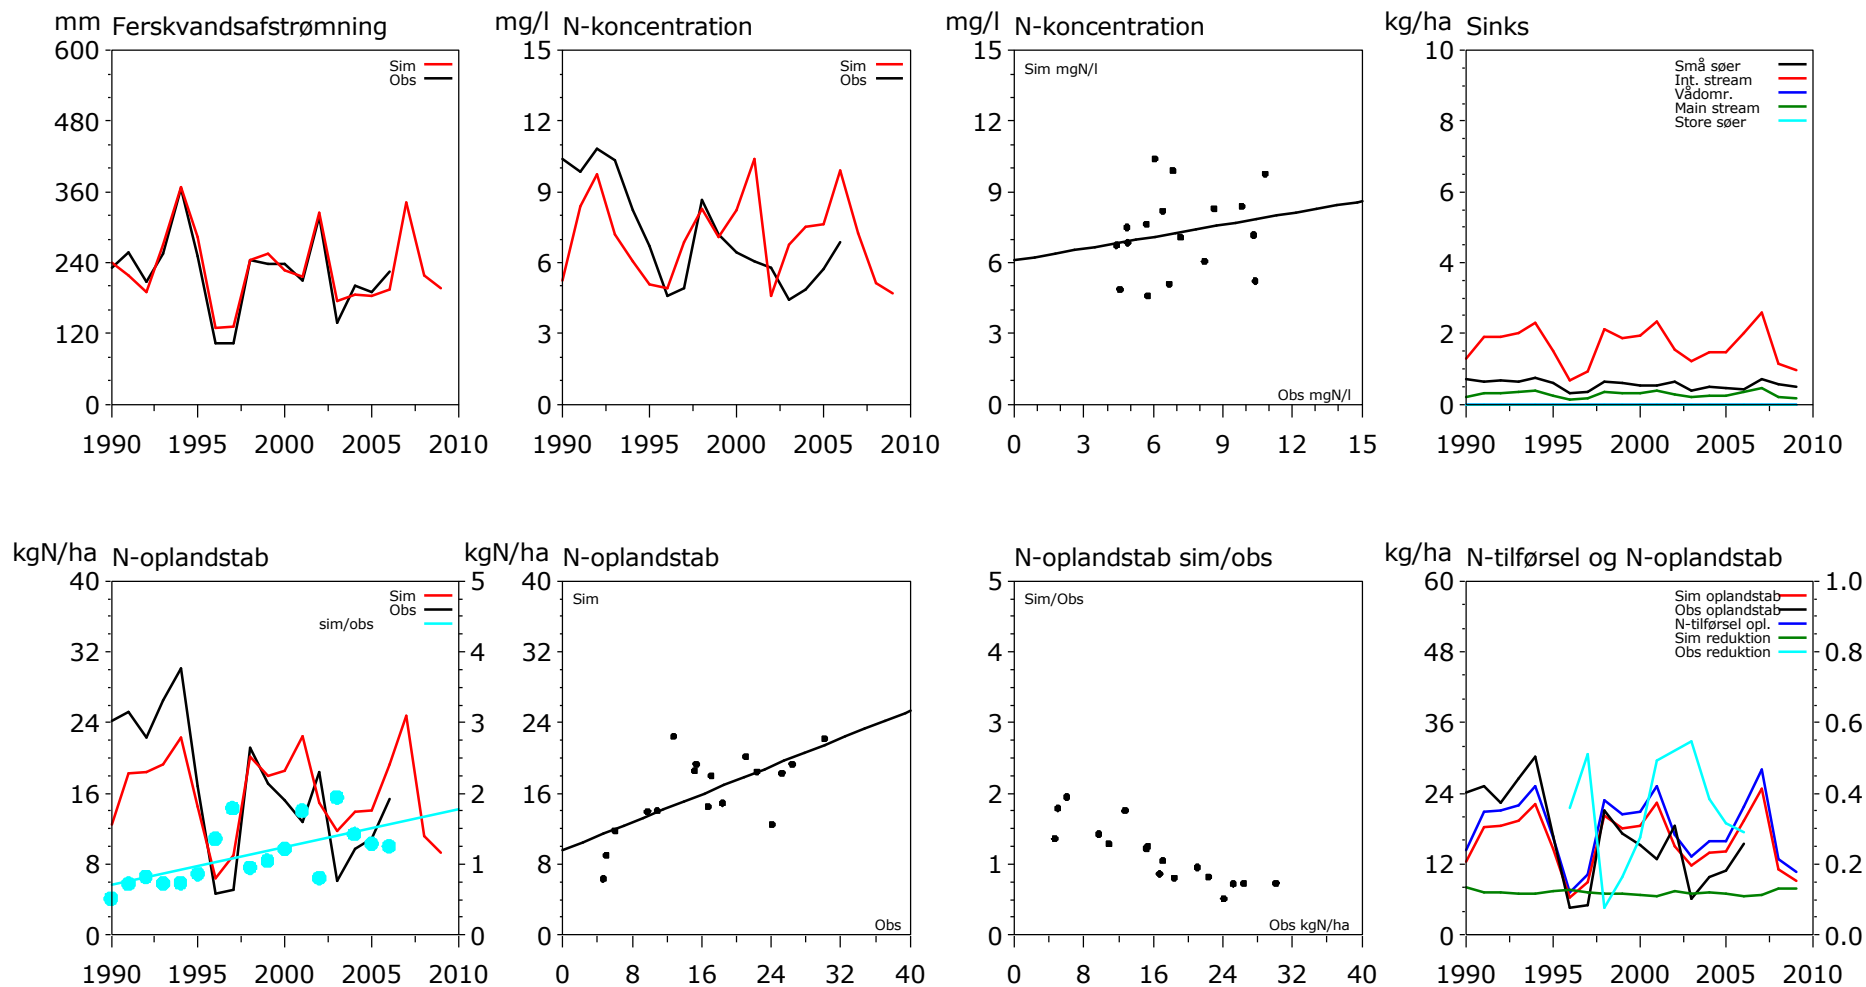 mm Ferskvandsafstrømning
600
480
360
240
120
0
1990 1995 2000 2005 2010
Sim
Obs
mg/l N-koncentration
15
12
9
6
3
0
1990 1995 2000 2005 2010
Sim
Obs
mg/l N-koncentration
15
12
9
6
3
0
0 3 6 9 12 15
Sim mgN/l
Obs mgN/l
kg/ha Sinks
10
8
6
4
2
0
1990 1995 2000 2005 2010
Små søer
Int. stream
Vådomr.
Main stream
Store søer
kgN/ha N-oplandstab
40
32
24
16
8
0
5
4
3
2
1
0
1990 1995 2000 2005 2010
Sim
Obs
sim/obs
kgN/ha N-oplandstab
40
32
24
16
8
0
0 8 16 24 32 40
Sim
Obs
N-oplandstab sim/obs
5
4
3
2
1
0
0 8 16 24 32 40
Sim/Obs
Obs kgN/ha
kg/ha N-tilførsel og N-oplandstab
60
48
36
24
12
0
1.0
0.8
0.6
0.4
0.2
0.0
1990 1995 2000 2005 2010
Sim oplandstab
Obs oplandstab
N-tilførsel opl.
Sim reduktion
Obs reduktion